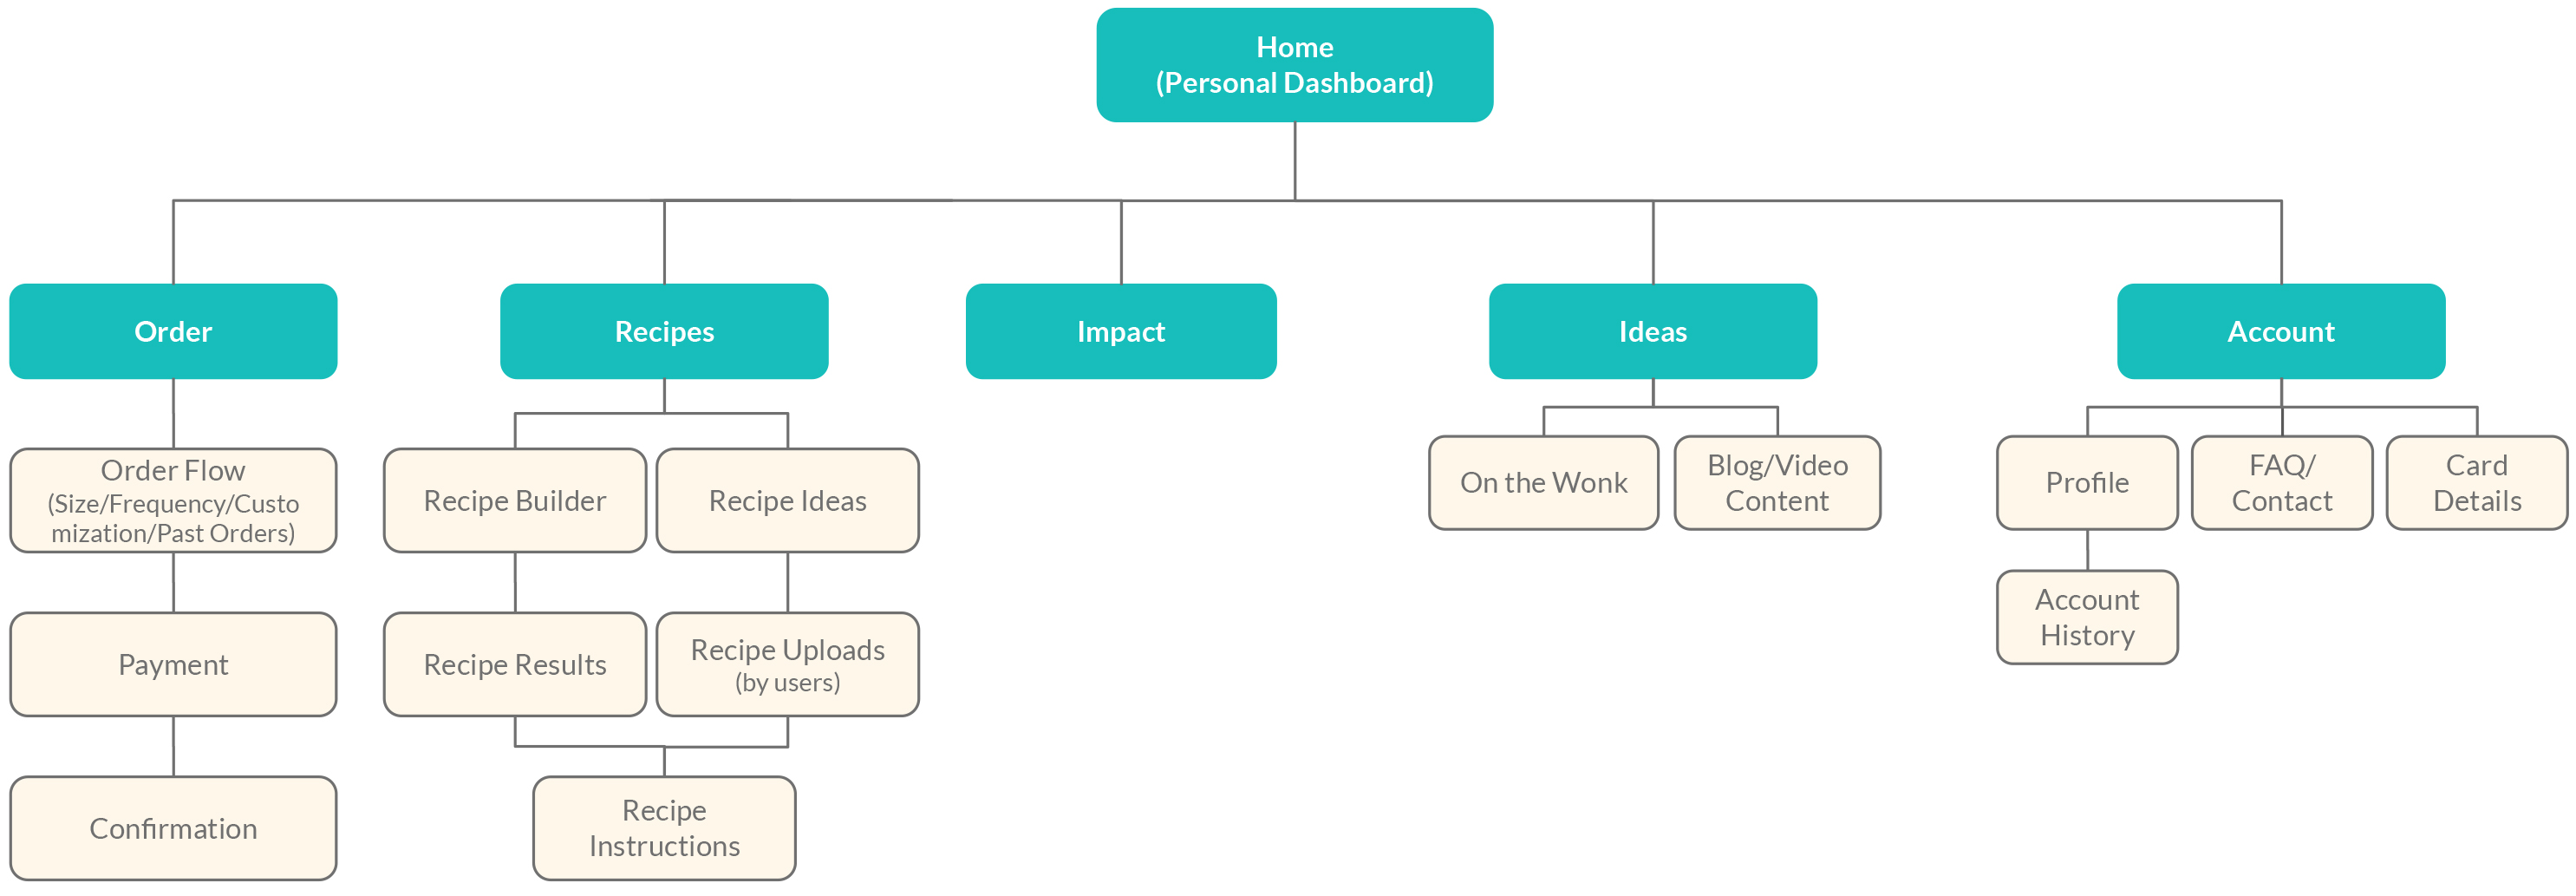 Home
(Personal Dashboard)
Order
Recipes
Impact
Ideas
Account
Order Flow
(Size/Frequency/Custo
mization/Past Orders)
Recipe Builder
Recipe Ideas
On the Wonk
Blog/Video
Content
Profile
FAQ/
Contact
Card
Details
Account
History
Payment
Recipe Results
Recipe Uploads
(by users)
Confirmation
Recipe
Instructions